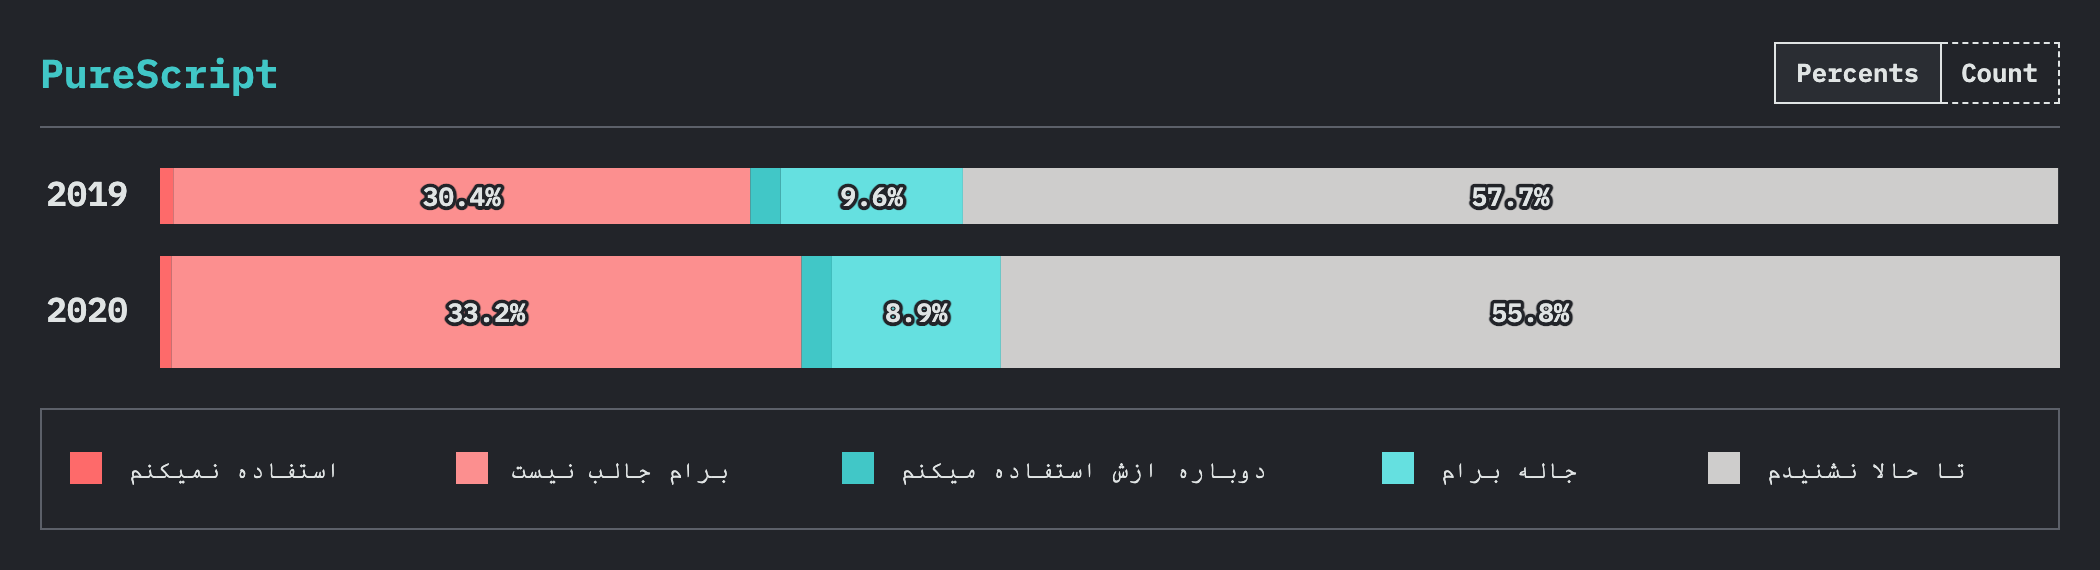 PureScript
Percents Count
2019 30.4% 9.6% 57.7%
2020 33.2% 8.9% 55.8%
استفاده نمیکنم
برام جالب نیست
دوباره ازش استفاده میکنم
جاله برام
تا حالا نشنیدم